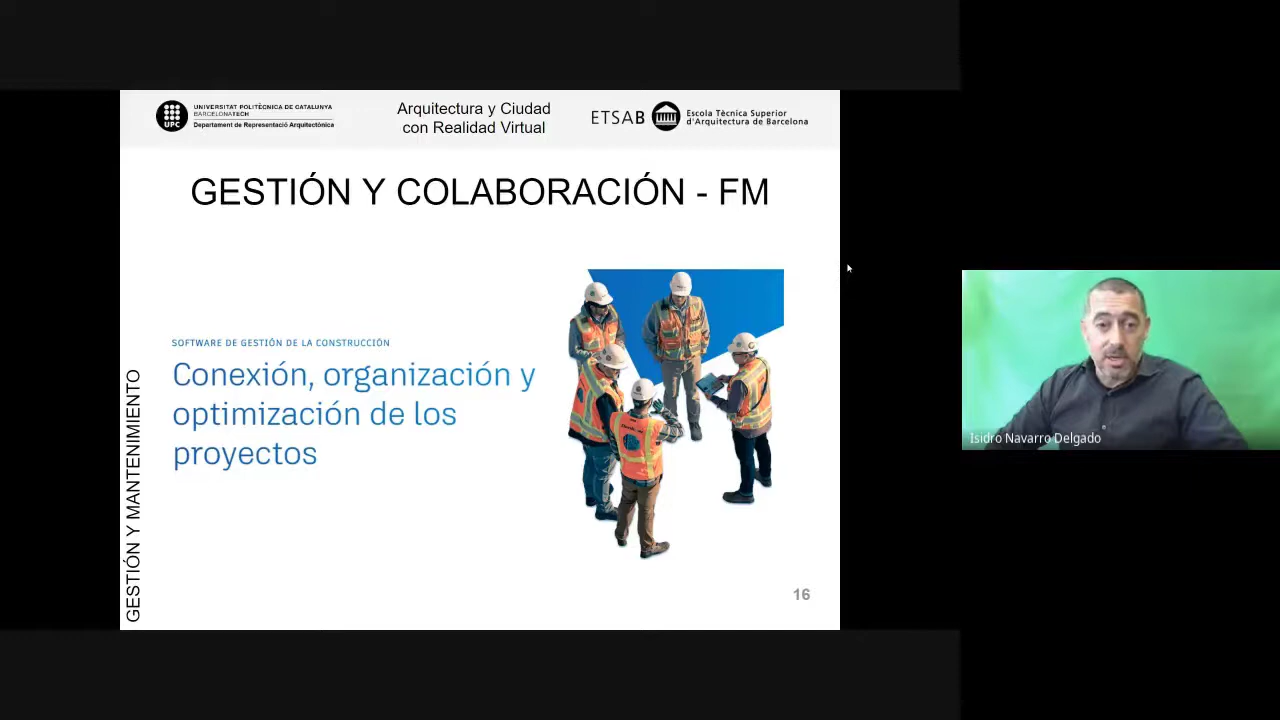 UPC
UNIVERSITAT POLITÈCNICA DE CATALUNYA
BARCELONATECH
Departament de Representació Arquitectònica
Arquitectura y Ciudad
con Realidad Virtual
ETSAB
Escola Tècnica Superior
d'Arquitectura de Barcelona
GESTIÓN Y COLABORACIÓN - FM
SOFTWARE DE GESTIÓN DE LA CONSTRUCCIÓN
Conexión, organización y
optimización de los
proyectos
GESTIÓN Y MANTENIMIENTO
16
Isidro Navarro Delgado